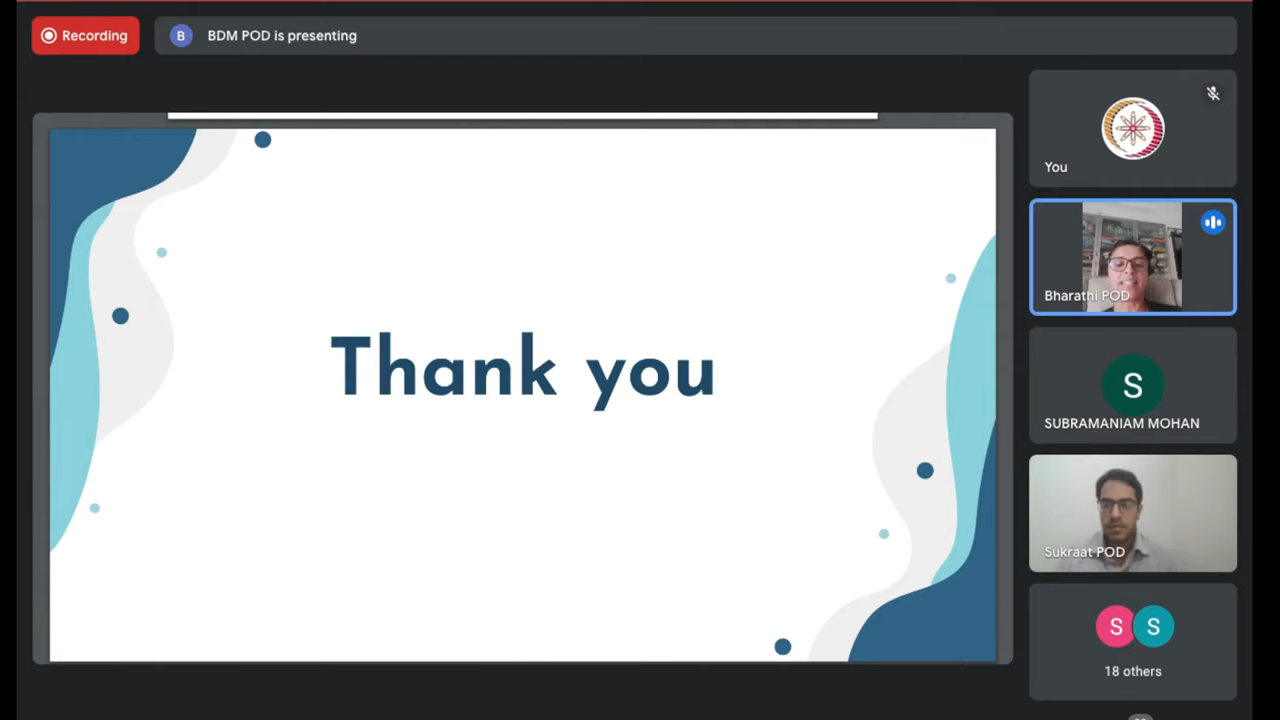 Recording
B
BDM POD is presenting
You
Thank you
Bharathi POD
S
SUBRAMANIAM MOHAN
Sukraat POD
S
S
18 others